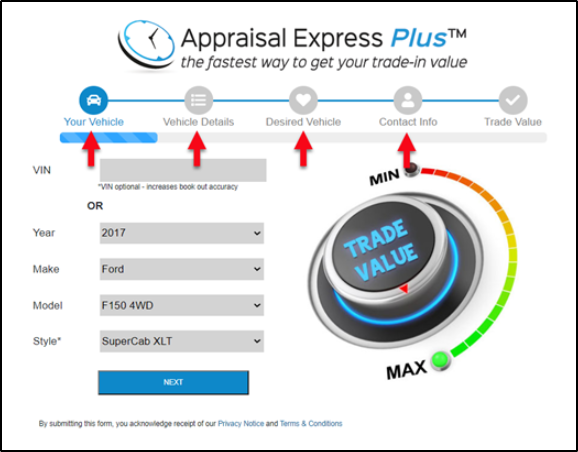 Appraisal Express Plus™
the fastest way to get your trade-in value
Your Vehicle Vehicle Details Desired Vehicle Contact Info Trade Value
VIN
*VIN optional - increases book out accuracy
OR
Year 2017
Make Ford
Model F150 4WD
Style* SuperCab XLT
NEXT
MIN
TRADE
VALUE
MAX
By submitting this form, you acknowledge receipt of our Privacy Notice and Terms & Conditions